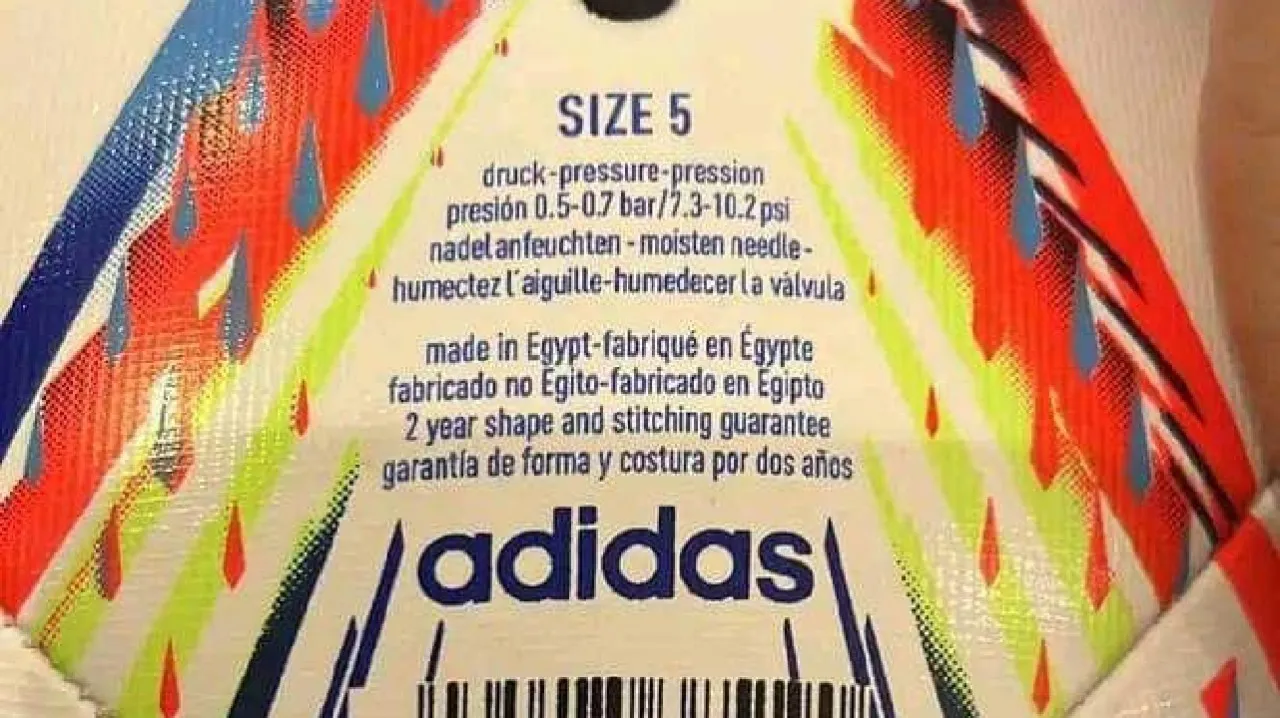 SIZE 5
druck-pressure-pression
presión 0.5-0.7 bar/7.3-10.2 psi
nadel anfeuchten - moisten needle-
humectez l'aiguille-humedecer la válvula
made in Egypt-fabriqué en Égypte
fabricado no Egito-fabricado en Egipto
2 year shape and stitching guarantee
garantía de forma y costura por dos años
adidas